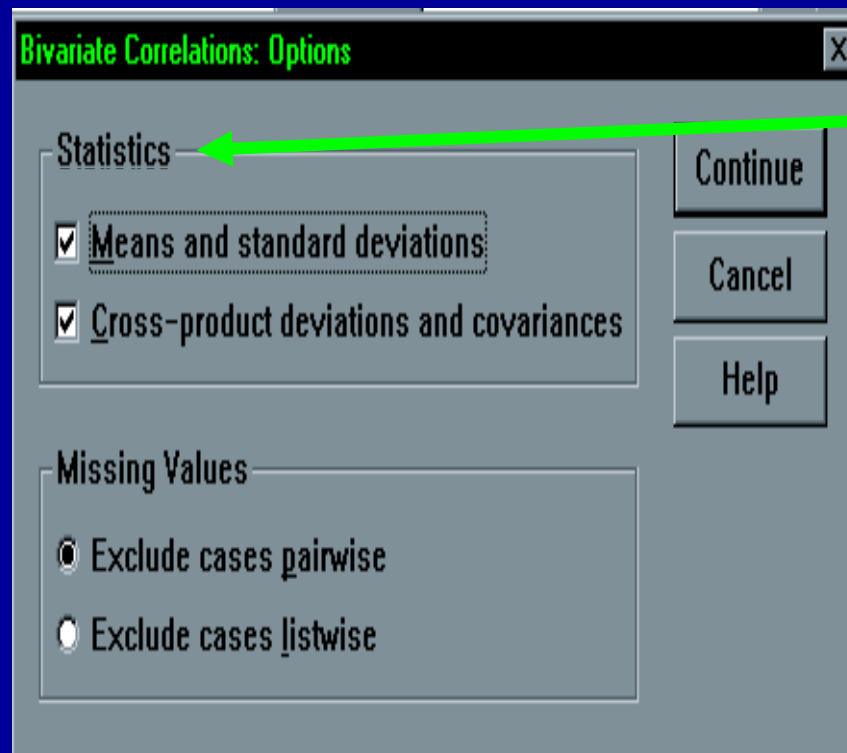 Bivariate Correlations: Options
X
Statistics
Means and standard deviations
Cross-product deviations and covariances
Continue
Cancel
Help
Missing Values
Exclude cases pairwise
Exclude cases listwise